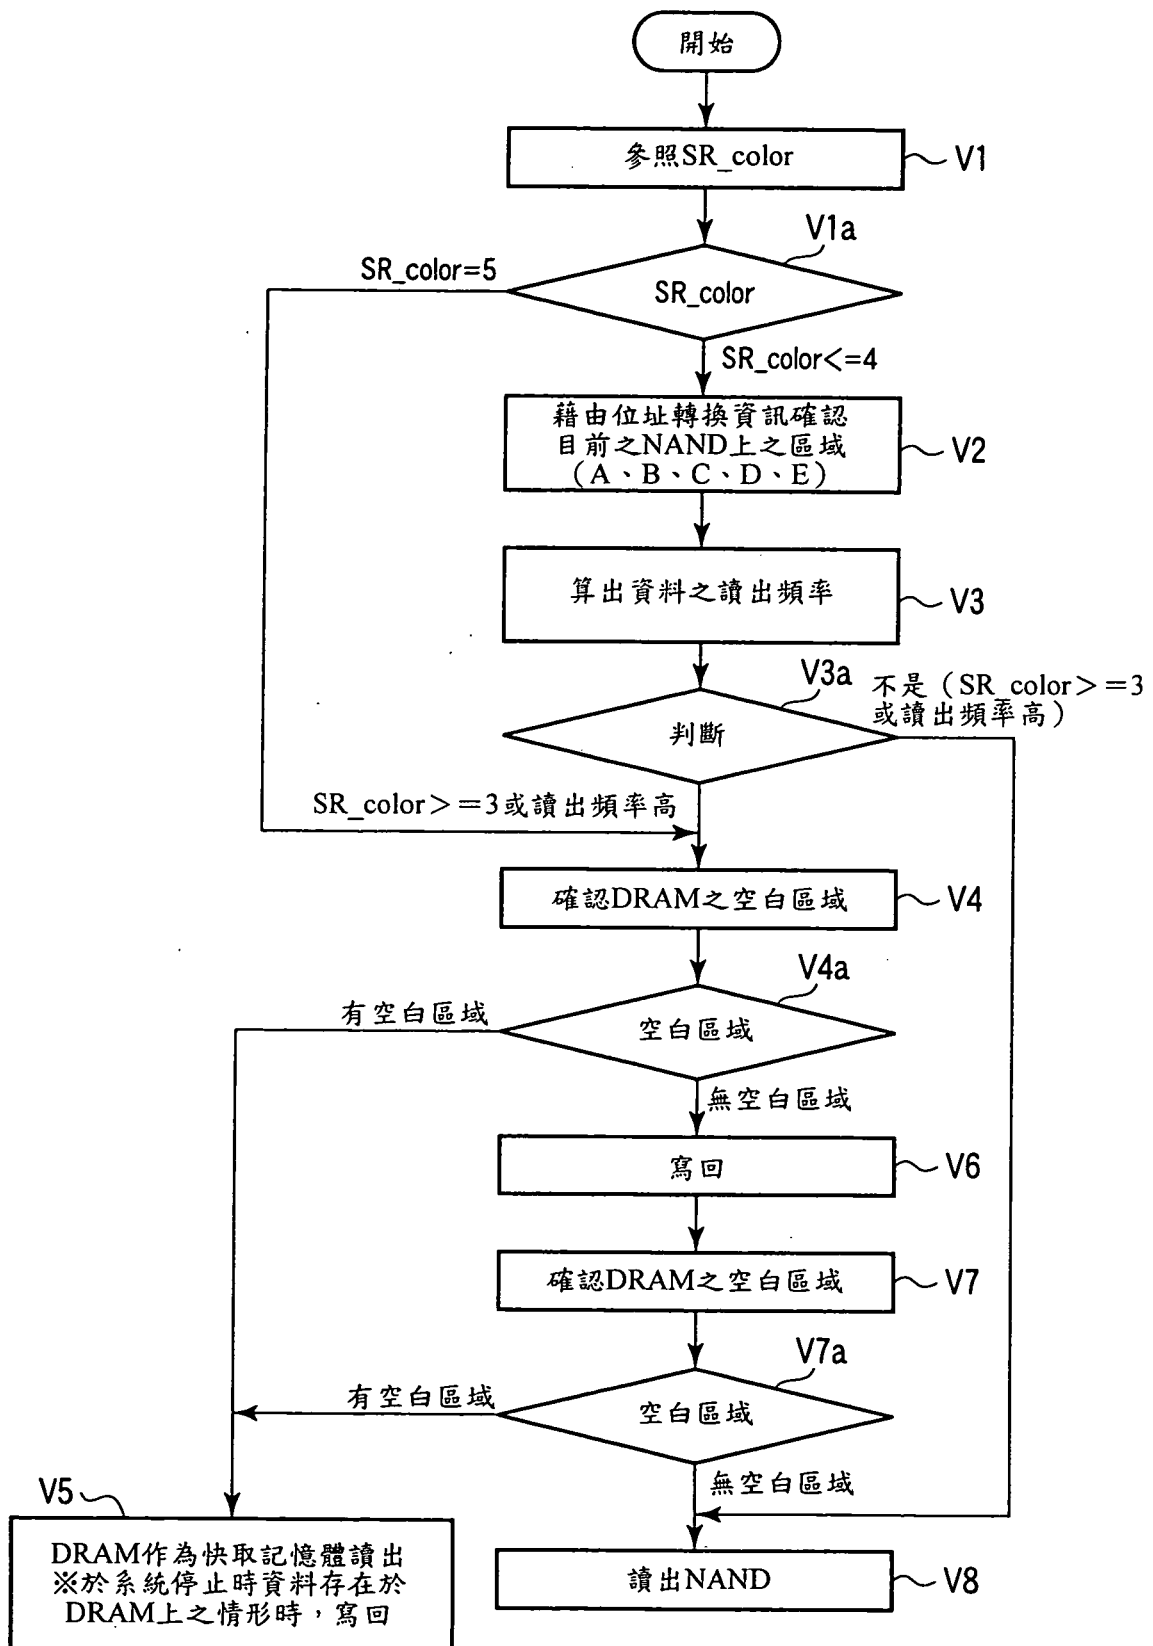 開始
參照SR_color
V1
V1a
SR_color=5
SR_color
SR_color<=4
藉由位址轉換資訊確認
目前之NAND上之區域
(A、B、C、D、E)
V2
算出資料之讀出頻率
V3
V3a
不是(SR_color>=3
或讀出頻率高)
判斷
SR_color>=3或讀出頻率高
確認DRAM之空白區域
V4
V4a
有空白區域
空白區域
無空白區域
寫回
V6
確認DRAM之空白區域
V7
V7a
有空白區域
空白區域
無空白區域
V5
DRAM作為快取記憶體讀出
※於系統停止時資料存在於
DRAM上之情形時,寫回
讀出NAND
V8